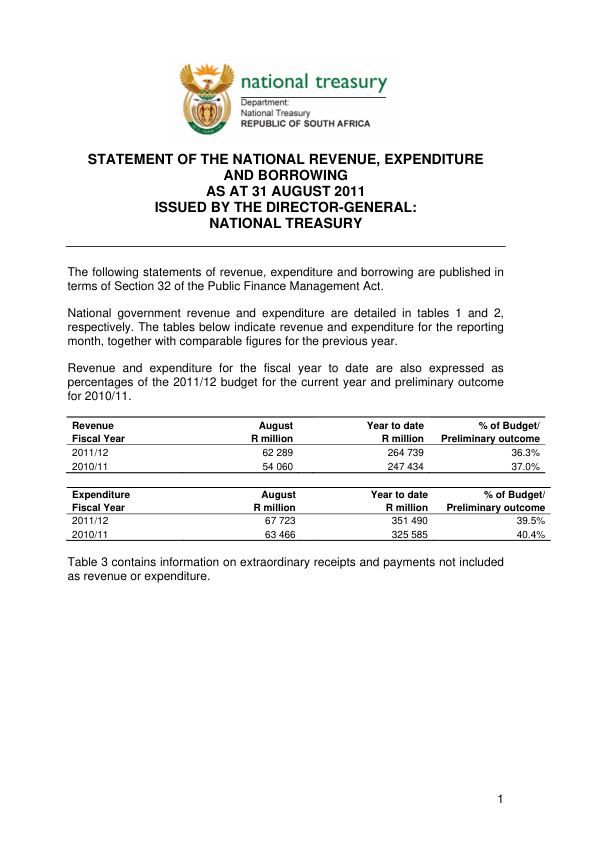 national treasury
Department:
National Treasury
REPUBLIC OF SOUTH AFRICA
STATEMENT OF THE NATIONAL REVENUE, EXPENDITURE
AND BORROWING
AS AT 31 AUGUST 2011
ISSUED BY THE DIRECTOR-GENERAL:
NATIONAL TREASURY
The following statements of revenue, expenditure and borrowing are published in
terms of Section 32 of the Public Finance Management Act.
National government revenue and expenditure are detailed in tables 1 and 2,
respectively. The tables below indicate revenue and expenditure for the reporting
month, together with comparable figures for the previous year.
Revenue and expenditure for the fiscal year to date are also expressed as
percentages of the 2011/12 budget for the current year and preliminary outcome
for 2010/11.
Revenue August Year to date % of Budget/
Fiscal Year R million R million Preliminary outcome
2011/12 62 289 264 739 36.3%
2010/11 54 060 247 434 37.0%
Expenditure August Year to date % of Budget/
Fiscal Year R million R million Preliminary outcome
2011/12 67 723 351 490 39.5%
2010/11 63 466 325 585 40.4%
Table 3 contains information on extraordinary receipts and payments not included
as revenue or expenditure.
1